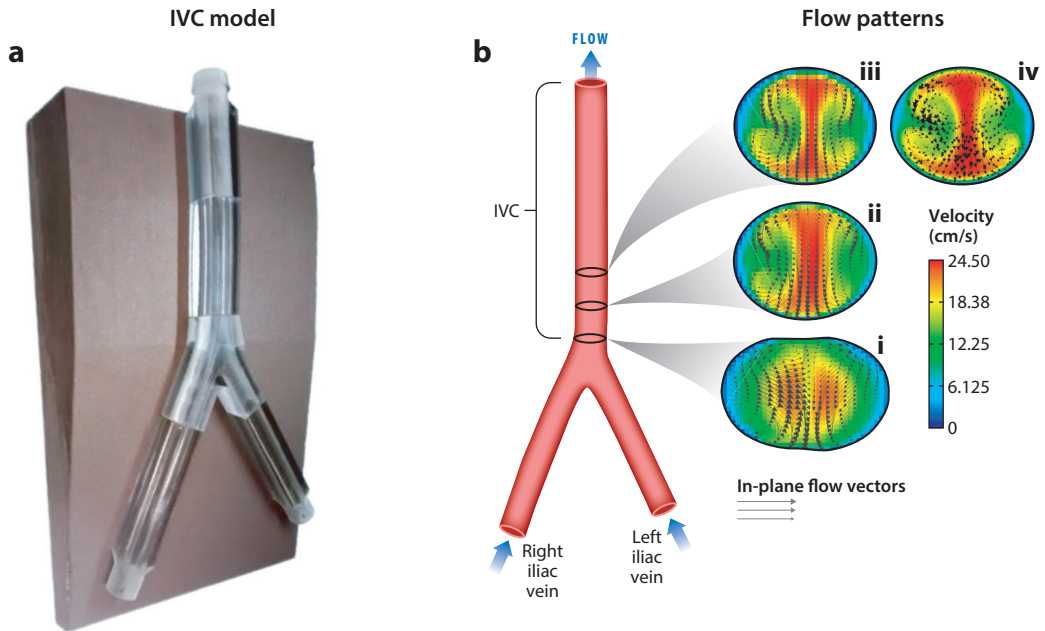 IVC model
Flow patterns
a
b
FLOW
IVC
iii
iv
ii
i
Velocity
(cm/s)
24.50
18.38
12.25
6.125
0
In-plane flow vectors
Right
iliac
vein
Left
iliac
vein